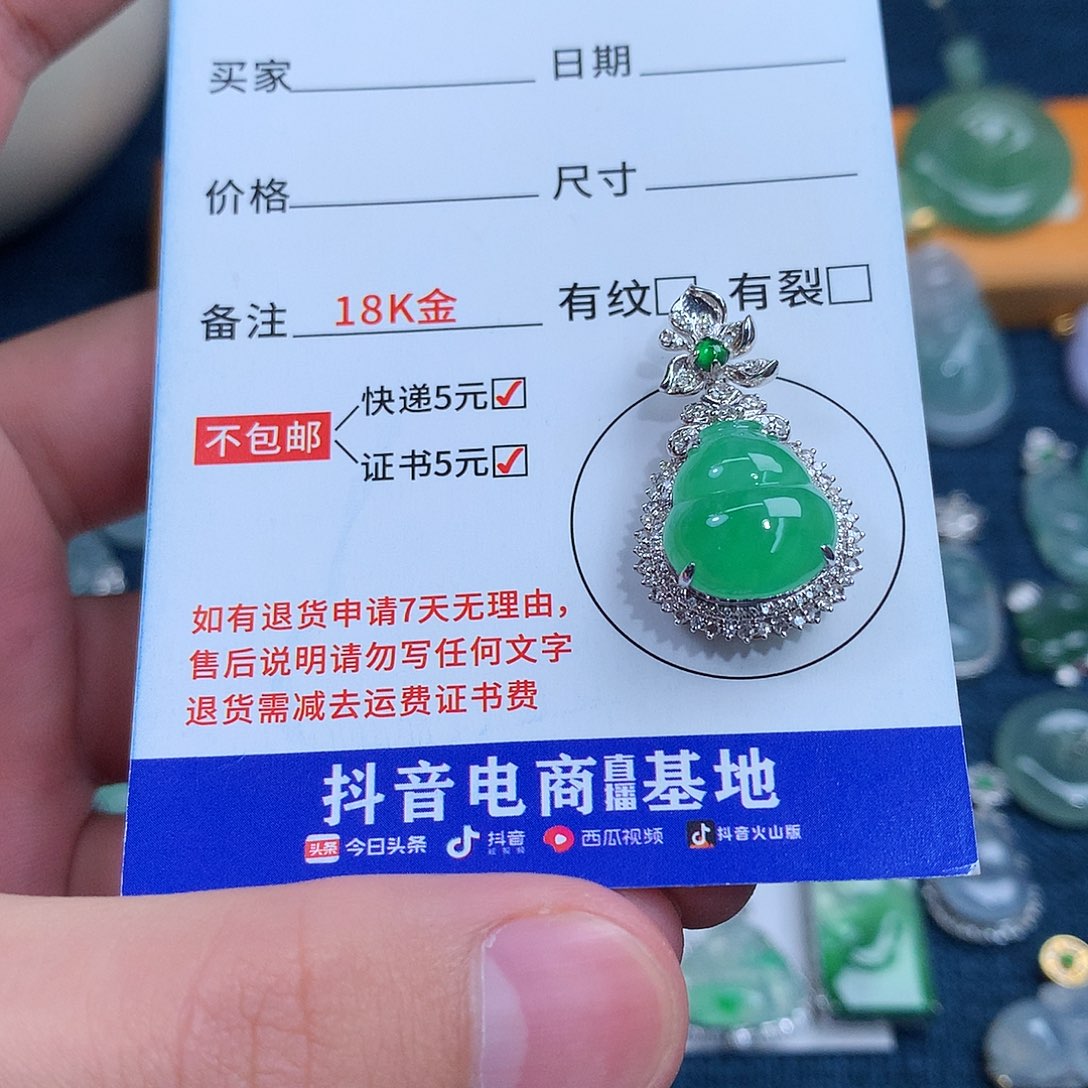 买家 日期
价格 尺寸
备注 18K金 有纹 有裂
快递5元
不包邮
证书5元
如有退货申请7天无理由，
售后说明请勿写任何文字
退货需减去运费证书费
抖音电商直播基地
头条 今日头条 抖音 西瓜视频 抖音火山版